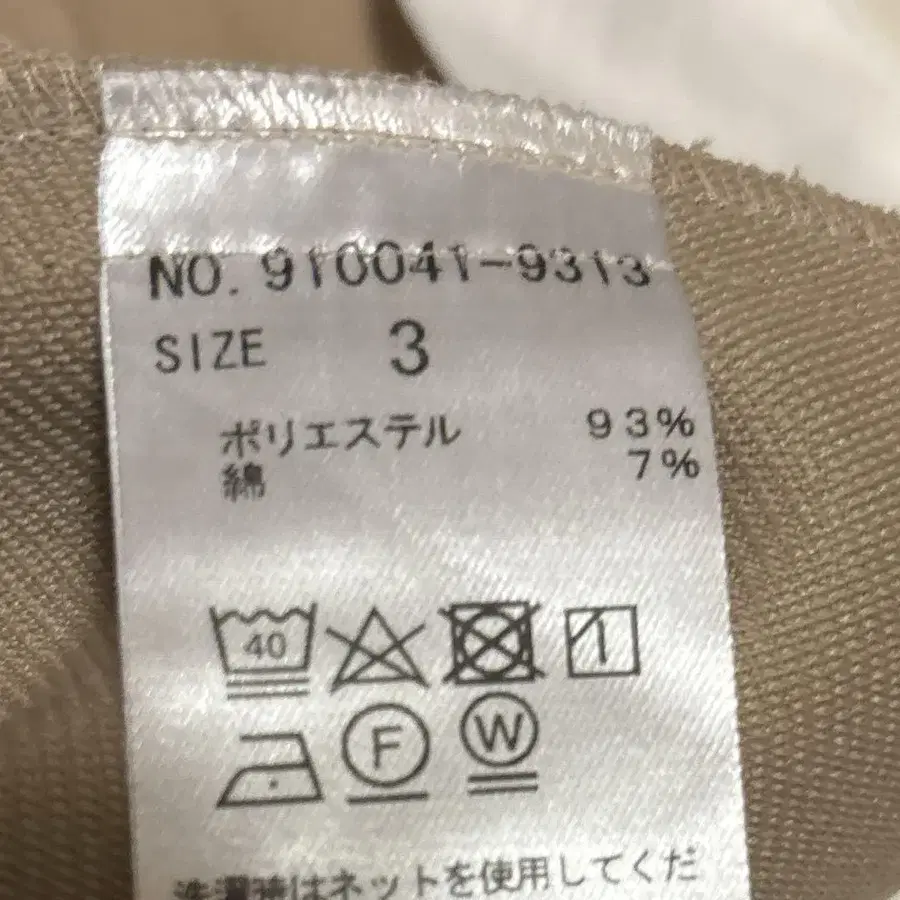 NO. 910041-9313
SIZE 3
ポリエステル 93%
綿 7%
40
F W
洗濯時はネットを使用してくだ